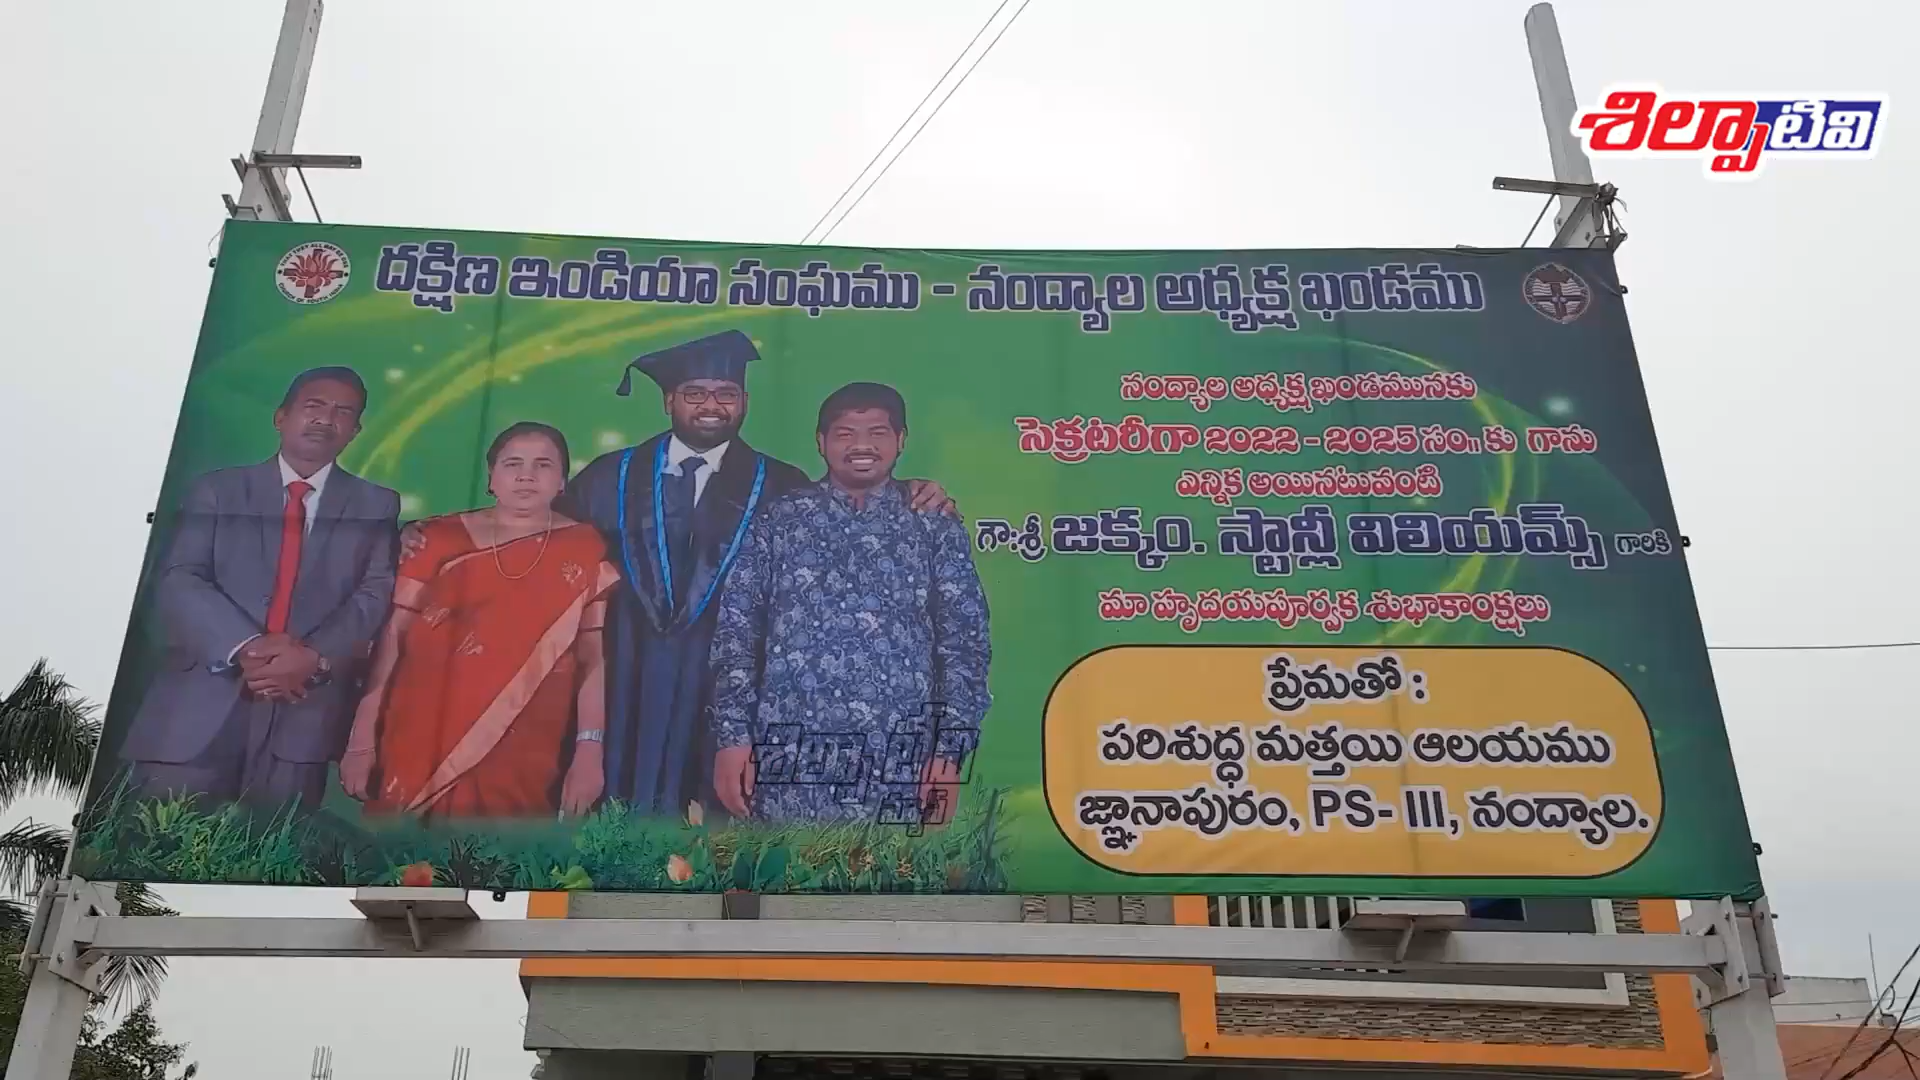 శిల్పాటీవి
దక్షిణ ఇండియా సంఘము - నంద్యాల అధ్యక్ష ఖండము
నంద్యాల అధ్యక్షఖండమునకు
సెక్రటరీగా 2022 - 2025 సం॥ కు గాను
ఎన్నిక అయినటువంటి
గౌ:శ్రీ జక్కం. స్టాన్లీ విలియమ్స్ గారికి
మా హృదయపూర్వక శుభాకాంక్షలు
ప్రేమతో :
పరిశుద్ధ మత్తయి ఆలయము
జ్ఞానాపురం, PS- III, నంద్యాల.
శిల్పాటీవి
న్యూస్